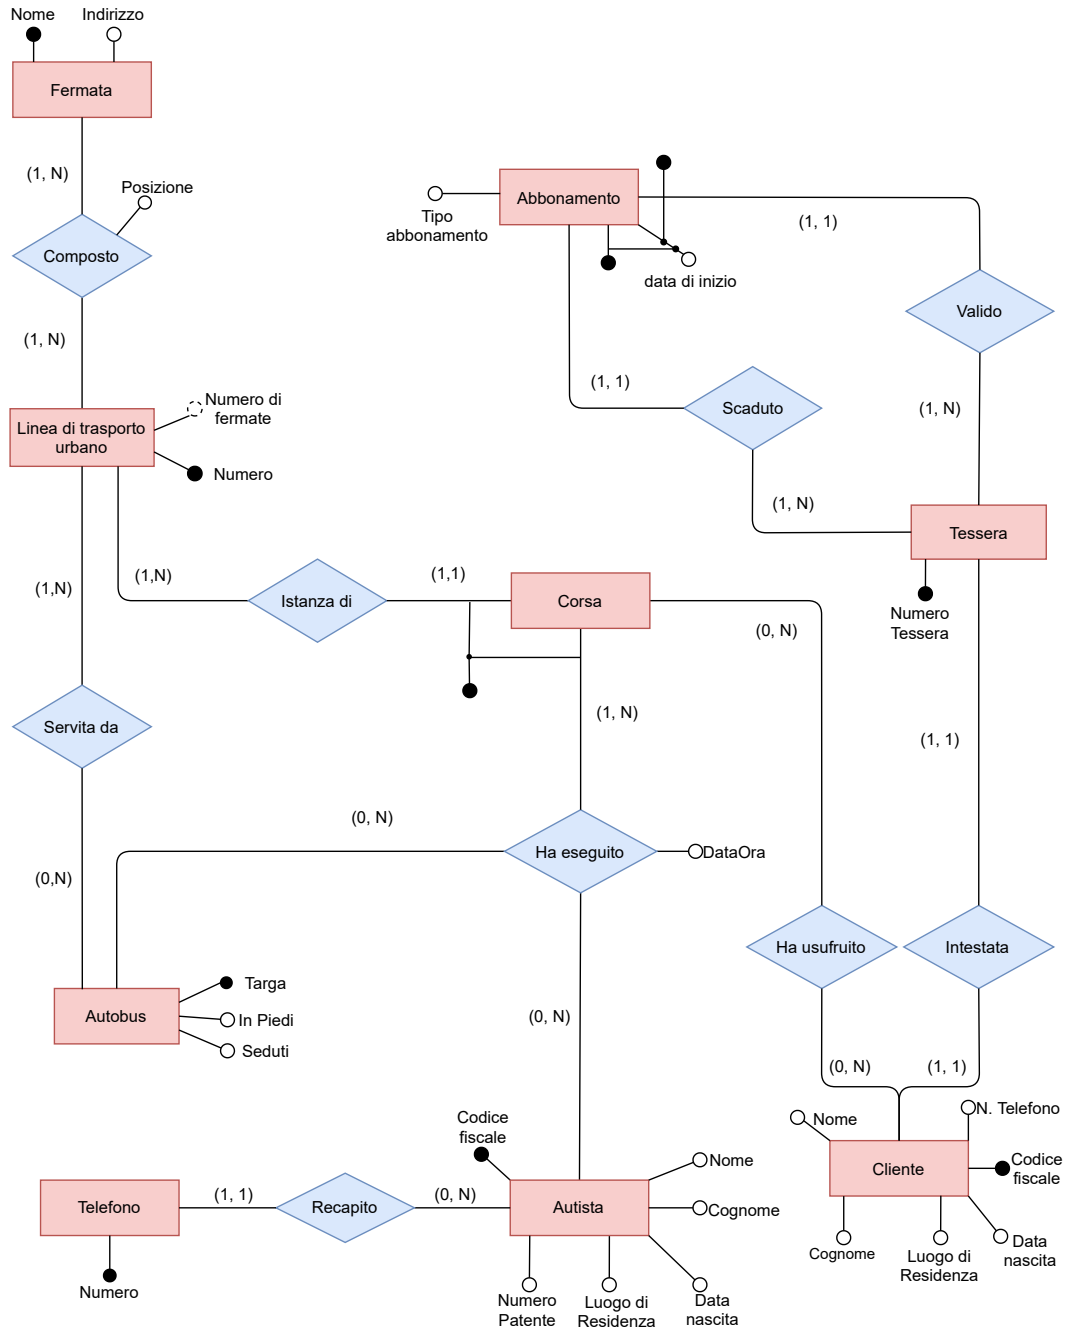 Nome
Indirizzo
Fermata
(1, N)
Posizione
Composto
(1, N)
Abbonamento
Tipo
abbonamento
data di inizio
(1, 1)
Valido
(1, 1)
Scaduto
(1, N)
(1, N)
Linea di trasporto
urbano
Numero di
fermate
Numero
Tessera
Numero
Tessera
(1,N)
(1,N)
Istanza di
(1,1)
Corsa
(0, N)
(1, N)
(1, 1)
Servita da
(0, N)
Ha eseguito
DataOra
(0,N)
Ha usufruito
Intestata
Autobus
Targa
In Piedi
Seduti
(0, N)
(0, N)
(1, 1)
Codice
fiscale
Nome
N. Telefono
Cliente
Codice
fiscale
Cognome
Luogo di
Residenza
Data
nascita
Telefono
(1, 1)
Recapito
(0, N)
Autista
Nome
Cognome
Numero
Numero
Patente
Luogo di
Residenza
Data
nascita